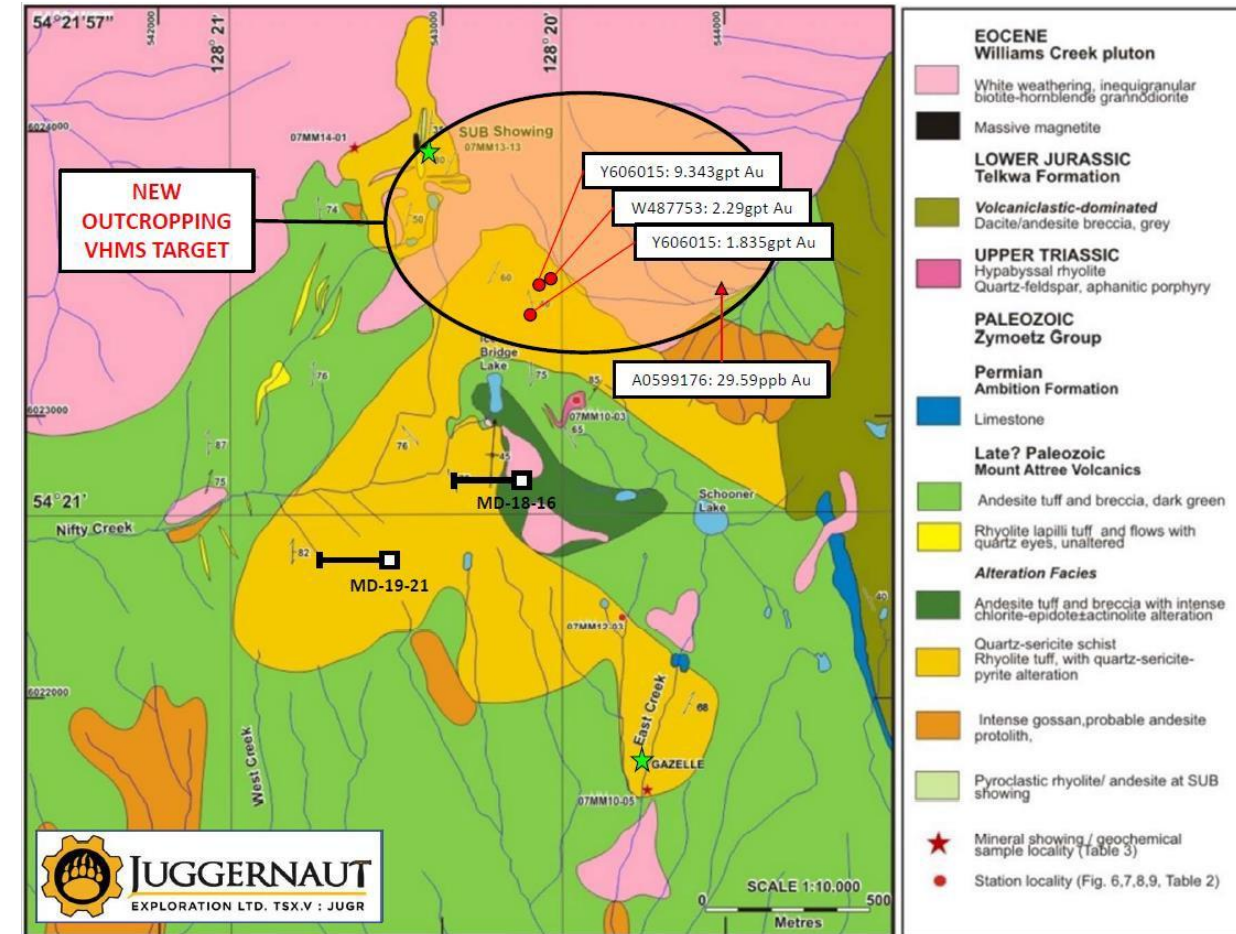 54°21'57"
542000
128° 21'
543000
128° 20'
544000
6024000
07MM14-01
SUB Showing
07MM13-13
NEW
OUTCROPPING
VHMS TARGET
Y606015: 9.343gpt Au
W487753: 2.29gpt Au
Y606015: 1.835gpt Au
74
50
60
Bridge
Lake
A0599176: 29.59ppb Au
76
75
85
6023000
07MM10-03
65
87
76
45
75
54°21'
MD-18-16
Schooner
Lake
Nifty Creek
82
MD-19-21
40
07MM12-03
6022000
68
East Creek
West Creek
GAZELLE
07MM10-05
JUGGERNAUT
EXPLORATION LTD. TSX.V : JUGR
SCALE 1:10.000
0 500
Metres
EOCENE
Williams Creek pluton
White weathering, inequigranular
biotite-hornblende grannodiorite
Massive magnetite
LOWER JURASSIC
Telkwa Formation
Volcaniclastic-dominated
Dacite/andesite breccia, grey
UPPER TRIASSIC
Hypabyssal rhyolite
Quartz-feldspar, aphanitic porphyry
PALEOZOIC
Zymoetz Group
Permian
Ambition Formation
Limestone
Late? Paleozoic
Mount Attree Volcanics
Andesite tuff and breccia, dark green
Rhyolite lapilli tuff and flows with
quartz eyes, unaltered
Alteration Facies
Andesite tuff and breccia with intense
chlorite-epidote±actinolite alteration
Quartz-sericite schist
Rhyolite tuff, with quartz-sericite-
pyrite alteration
Intense gossan,probable andesite
protolith,
Pyroclastic rhyolite/ andesite at SUB
showing
Mineral showing / geochemical
sample locality (Table 3)
Station locality (Fig. 6,7,8,9, Table 2)